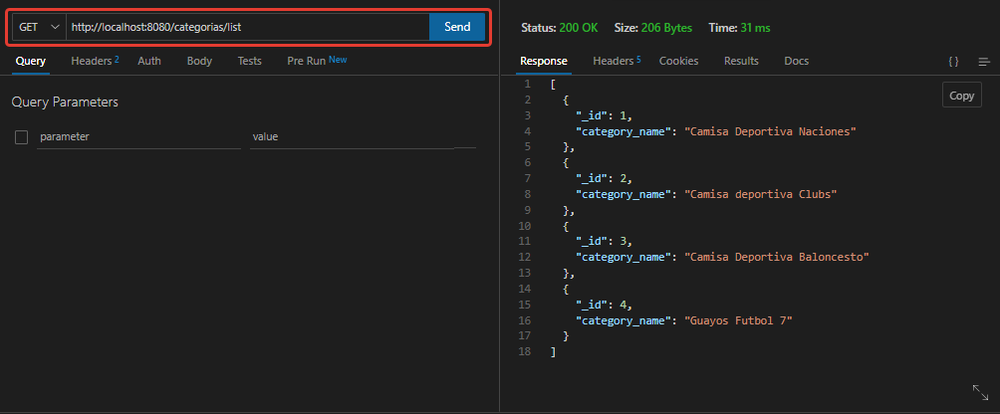 GET http://localhost:8080/categorias/list Send
Query Headers 2 Auth Body Tests Pre Run New
Query Parameters
parameter value
Status: 200 OK Size: 206 Bytes Time: 31 ms
Response Headers 5 Cookies Results Docs { }
Copy
1 [
2 {
3 "_id": 1,
4 "category_name": "Camisa Deportiva Naciones"
5 },
6 {
7 "_id": 2,
8 "category_name": "Camisa deportiva Clubs"
9 },
10 {
11 "_id": 3,
12 "category_name": "Camisa Deportiva Baloncesto"
13 },
14 {
15 "_id": 4,
16 "category_name": "Guayos Futbol 7"
17 }
18 ]